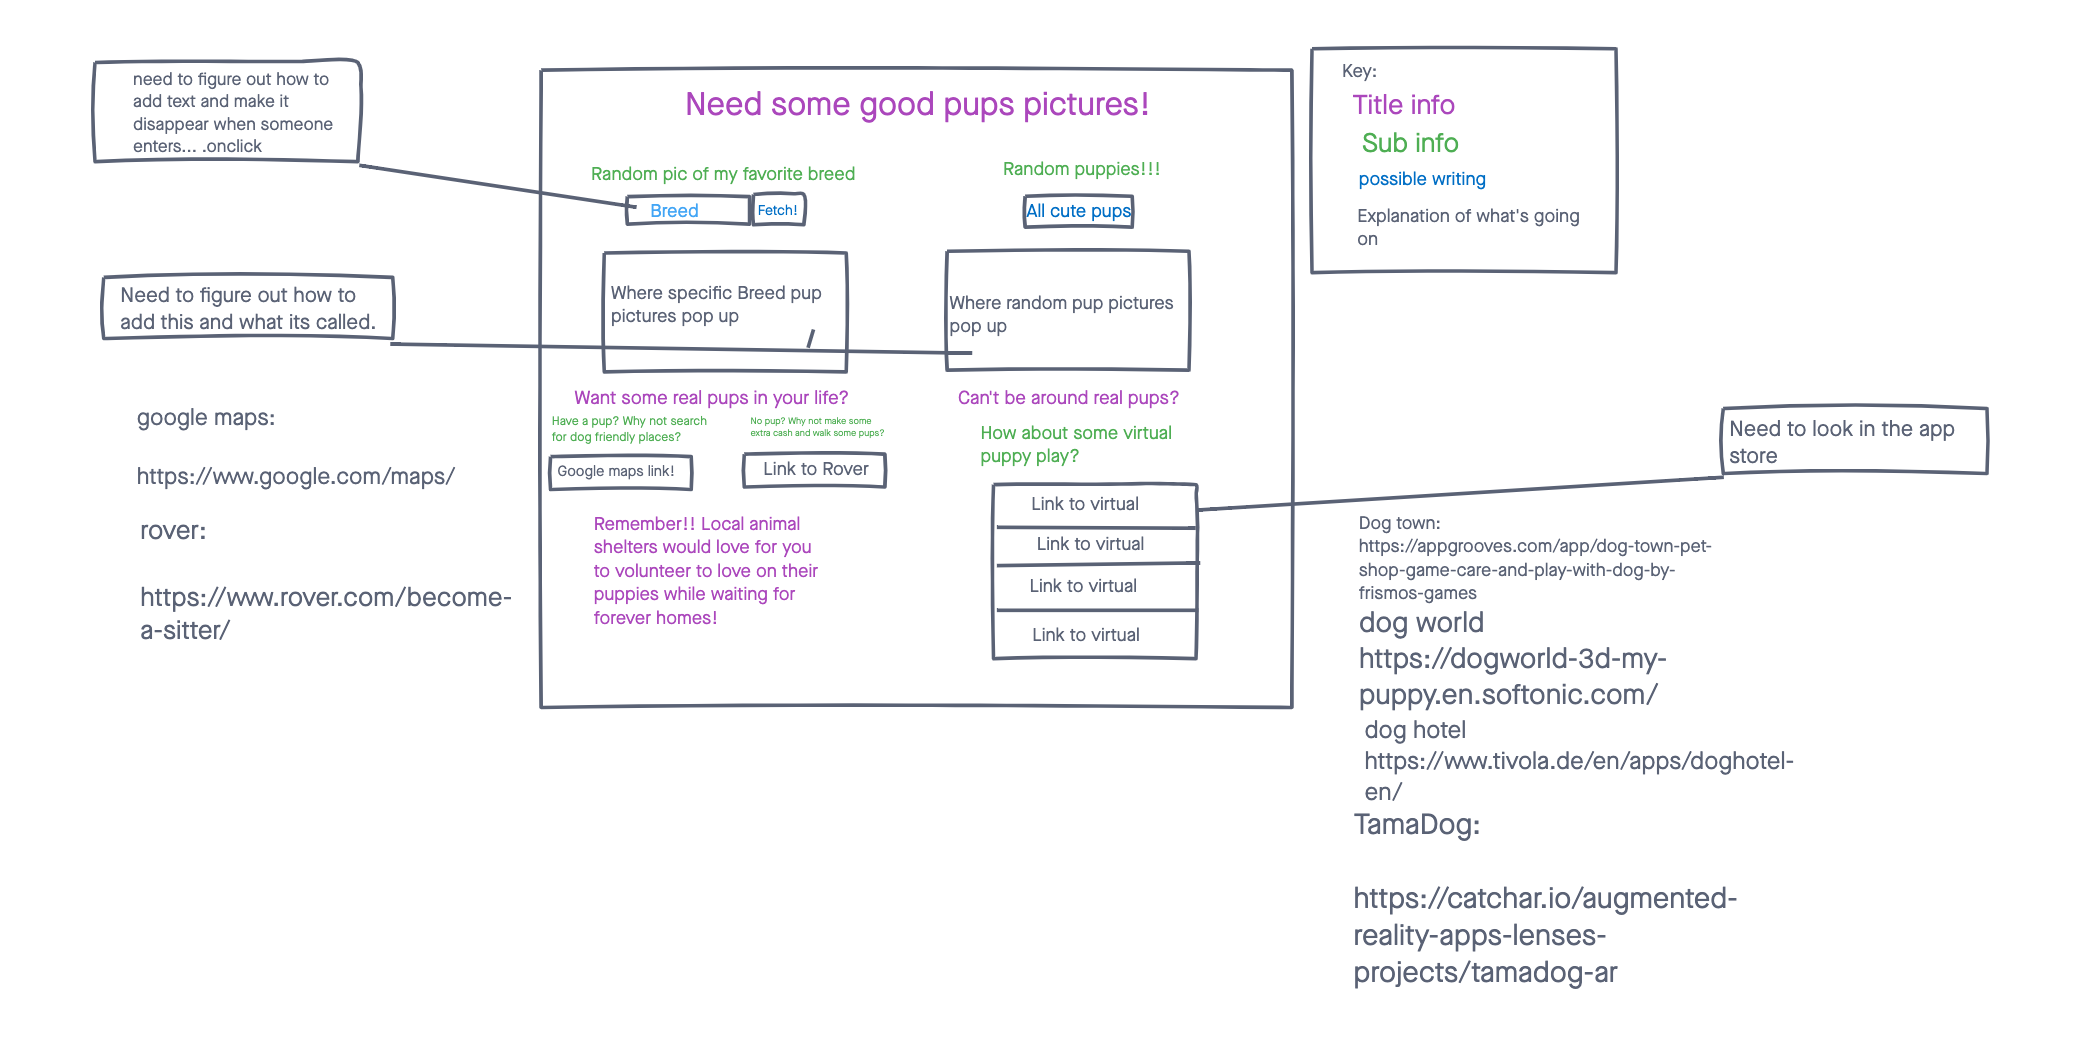 need to figure out how to
add text and make it
disappear when someone
enters... .onclick
Need to figure out how to
add this and what its called.
google maps:
https://www.google.com/maps/
rover:
https://www.rover.com/become-
a-sitter/
Need some good pups pictures!
Random pic of my favorite breed
Breed
Fetch!
Where specific Breed pup
pictures pop up
Random puppies!!!
All cute pups
Where random pup pictures
pop up
Want some real pups in your life?
Have a pup? Why not search
for dog friendly places?
Google maps link!
No pup? Why not make some
extra cash and walk some pups?
Link to Rover
Remember!! Local animal
shelters would love for you
to volunteer to love on their
puppies while waiting for
forever homes!
Can't be around real pups?
How about some virtual
puppy play?
Link to virtual
Link to virtual
Link to virtual
Link to virtual
Key:
Title info
Sub info
possible writing
Explanation of what's going
on
Need to look in the app
store
Dog town:
https://appgrooves.com/app/dog-town-pet-
shop-game-care-and-play-with-dog-by-
frismos-games
dog world
https://dogworld-3d-my-
puppy.en.softonic.com/
dog hotel
https://www.tivola.de/en/apps/doghotel-
en/
TamaDog:
https://catchar.io/augmented-
reality-apps-lenses-
projects/tamadog-ar